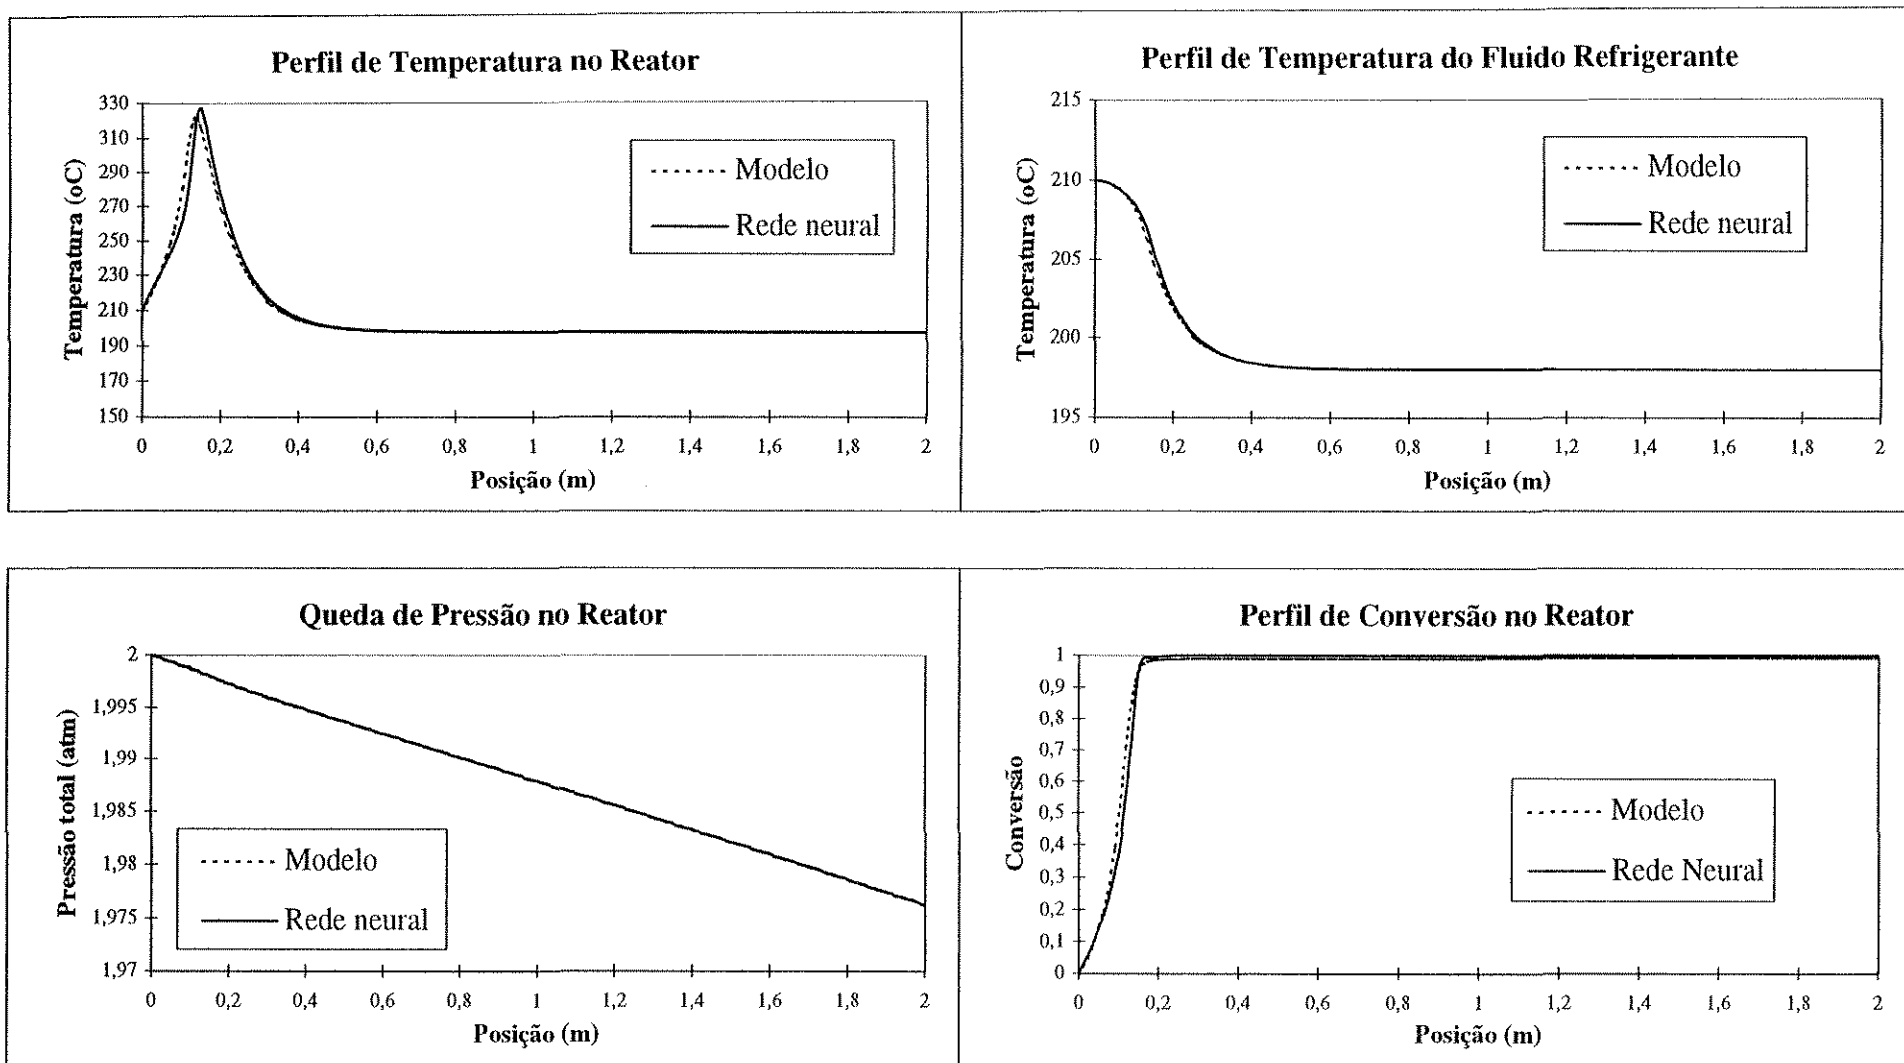 Perfil de Temperatura no Reator
330
310
290
270
250
230
210
190
170
150
Temperatura (oC)
Modelo
Rede neural
0 0,2 0,4 0,6 0,8 1 1,2 1,4 1,6 1,8 2
Posição (m)
Perfil de Temperatura do Fluido Refrigerante
215
210
205
200
195
Temperatura (oC)
Modelo
Rede neural
0 0,2 0,4 0,6 0,8 1 1,2 1,4 1,6 1,8 2
Posição (m)
Queda de Pressão no Reator
2
1,995
1,99
1,985
1,98
1,975
1,97
Pressão total (atm)
Modelo
Rede neural
0 0,2 0,4 0,6 0,8 1 1,2 1,4 1,6 1,8 2
Posição (m)
Perfil de Conversão no Reator
1
0,9
0,8
0,7
0,6
0,5
0,4
0,3
0,2
0,1
0
Conversão
Modelo
Rede Neural
0 0,2 0,4 0,6 0,8 1 1,2 1,4 1,6 1,8 2
Posição (m)